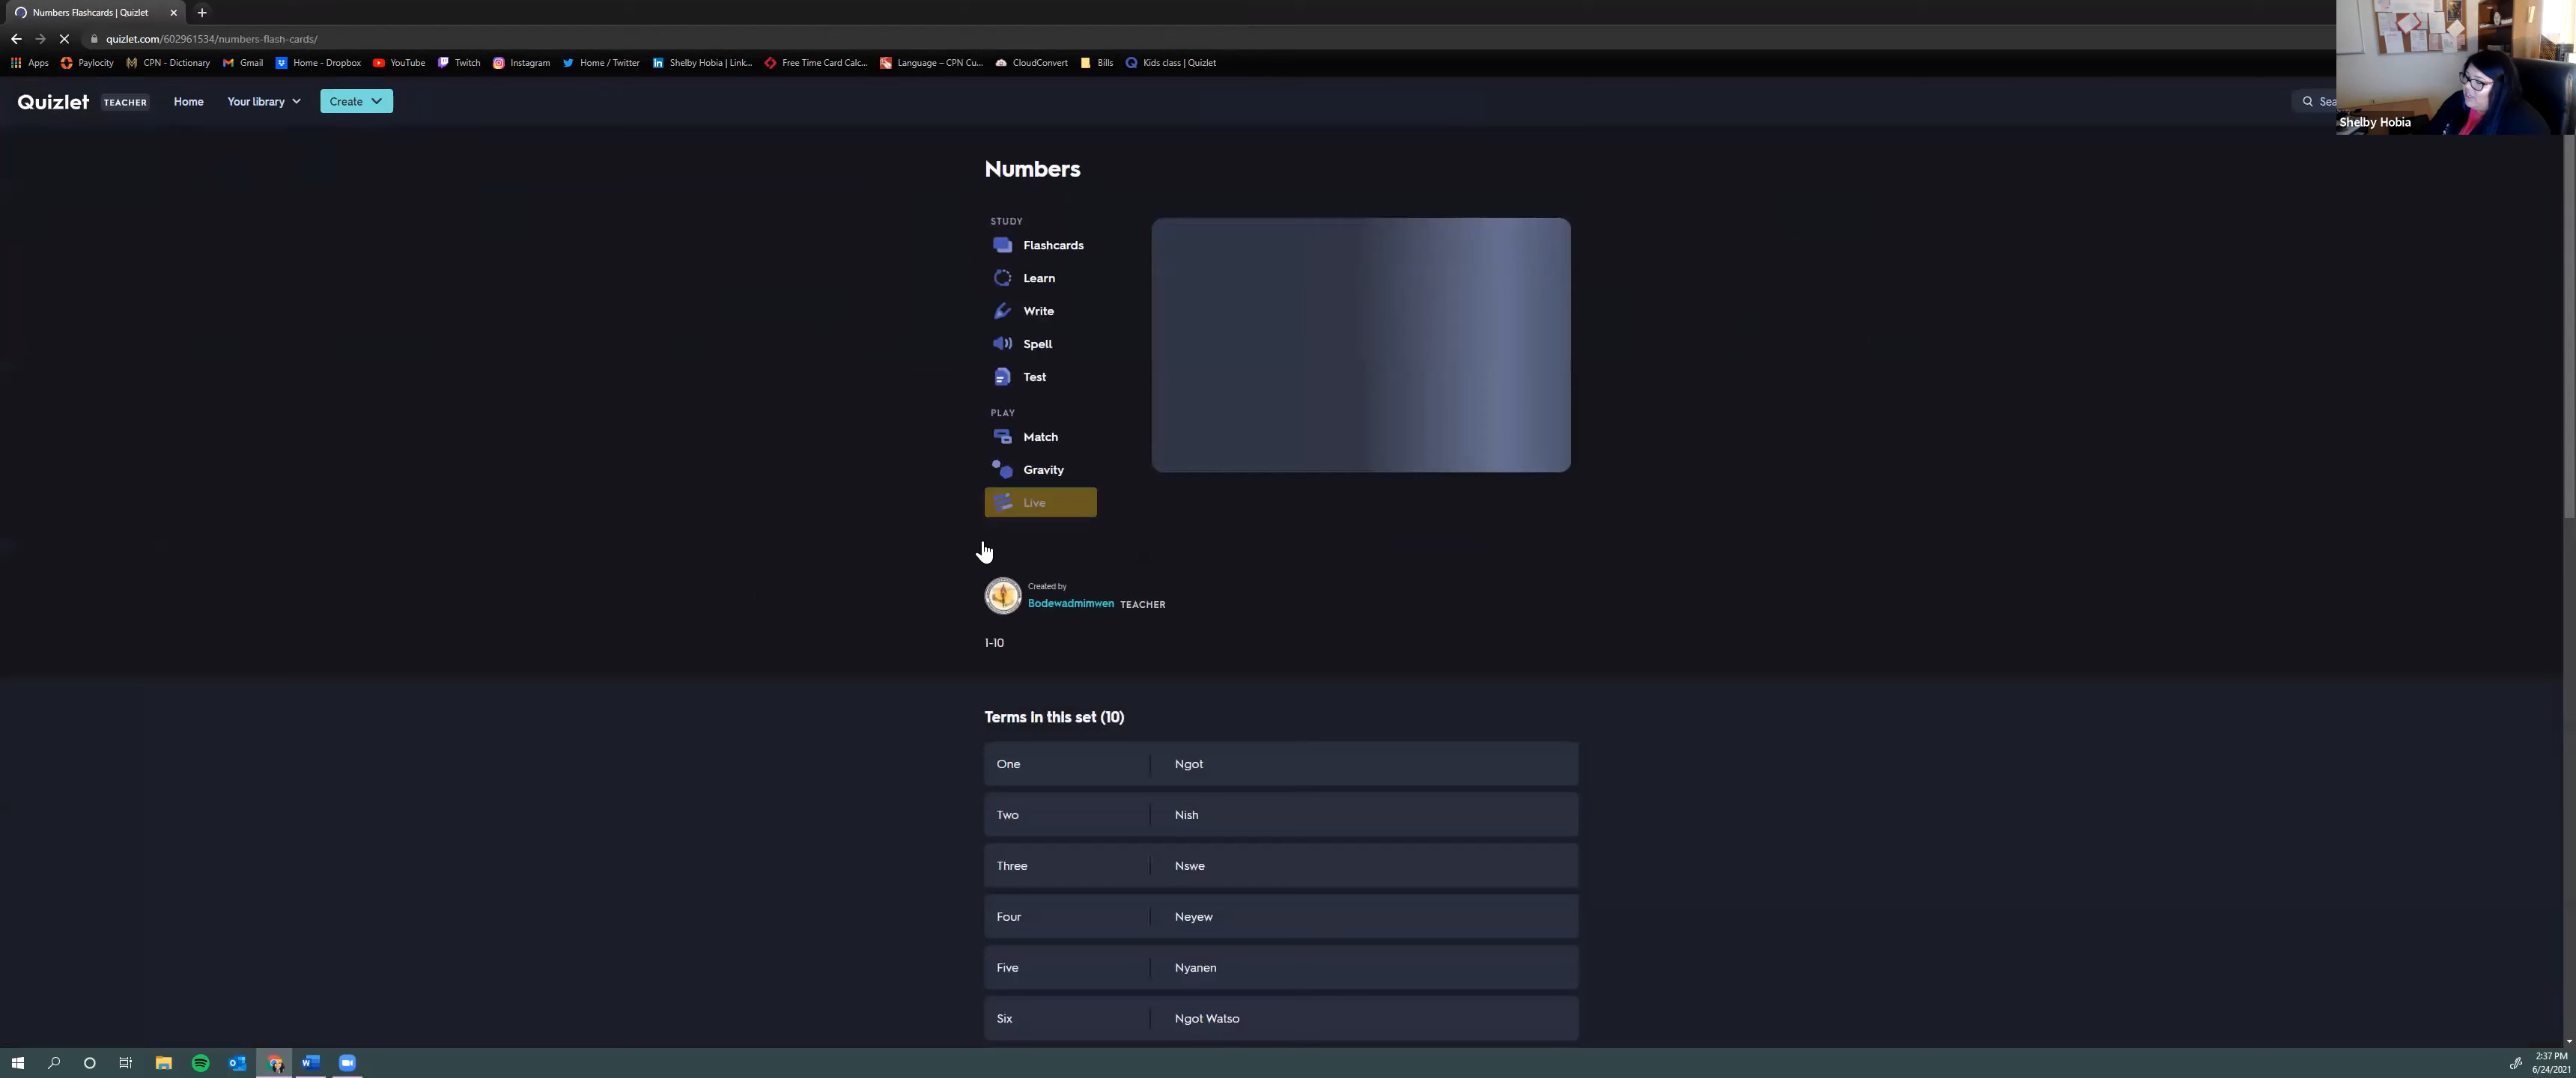 Numbers Flashcards | Quizlet
quizlet.com/602961534/numbers-flash-cards/
Apps Paylocity CPN - Dictionary Gmail Home - Dropbox YouTube Twitch Instagram Home / Twitter Shelby Hobia | Link... Free Time Card Calc... Language – CPN Cu... CloudConvert Bills Kids class | Quizlet
Quizlet TEACHER Home Your library Create Sea
Shelby Hobia
Numbers
STUDY
Flashcards
Learn
Write
Spell
Test
PLAY
Match
Gravity
Live
Created by
Bodewadmimwen TEACHER
1-10
Terms in this set (10)
One Ngot
Two Nish
Three Nswe
Four Neyew
Five Nyanen
Six Ngot Watso
2:37 PM
6/24/2021